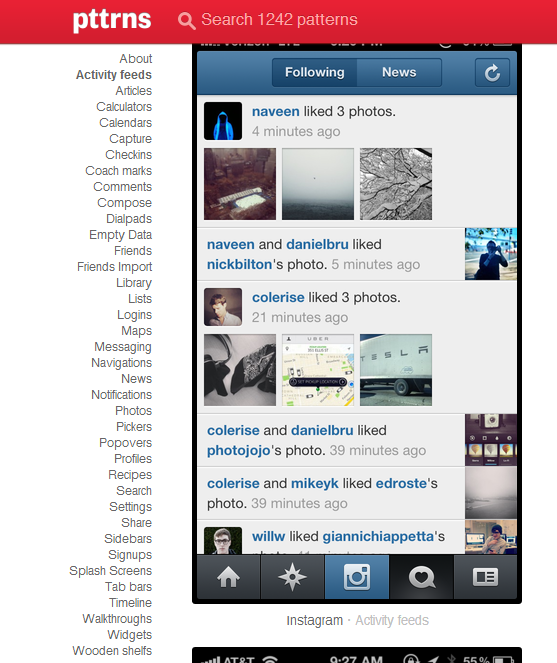 pttrns
Search 1242 patterns
About
Activity feeds
Articles
Calculators
Calendars
Capture
Checkins
Coach marks
Comments
Compose
Dialpads
Empty Data
Friends
Friends Import
Library
Lists
Logins
Maps
Messaging
Navigations
News
Notifications
Photos
Pickers
Popovers
Profiles
Recipes
Search
Settings
Share
Sidebars
Signups
Splash Screens
Tab bars
Timeline
Walkthroughs
Widgets
Wooden shelfs
Following
News
naveen liked 3 photos.
4 minutes ago
naveen and danielbru liked
nickbilton's photo. 5 minutes ago
colerise liked 3 photos.
21 minutes ago
UBER
SET PICKUP LOCATION
TESLA
colerise and danielbru liked
photojojo's photo. 39 minutes ago
colerise and mikeyk liked edroste's
photo. 39 minutes ago
willw liked giannichiappetta's
Instagram · Activity feeds
AT&T
9:27 AM
55%